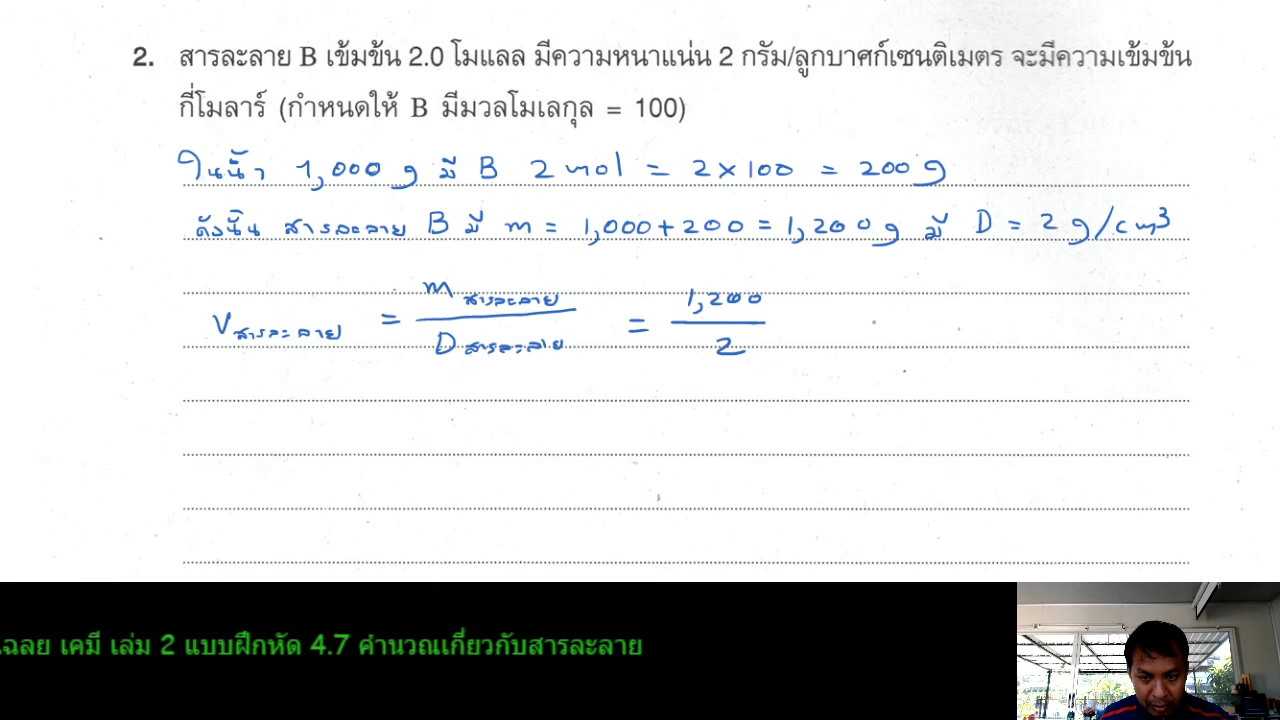 2. สารละลาย B เข้มข้น 2.0 โมแลล มีความหนาแน่น 2 กรัม/ลูกบาศก์เซนติเมตร จะมีความเข้มข้น
กี่โมลาร์ (กำหนดให้ B มีมวลโมเลกุล = 100)
ในน้ำ 1,000 g มี B 2 mol = 2 × 100 = 200 g
ดังนั้น สารละลาย B มี m = 1,000 + 200 = 1,200 g มี D = 2 g/cm³
V สารละลาย = m สารละลาย / D สารละลาย = 1,200 / 2
ฉลย เคมี เล่ม 2 แบบฝึกหัด 4.7 คำนวณเกี่ยวกับสารละลาย